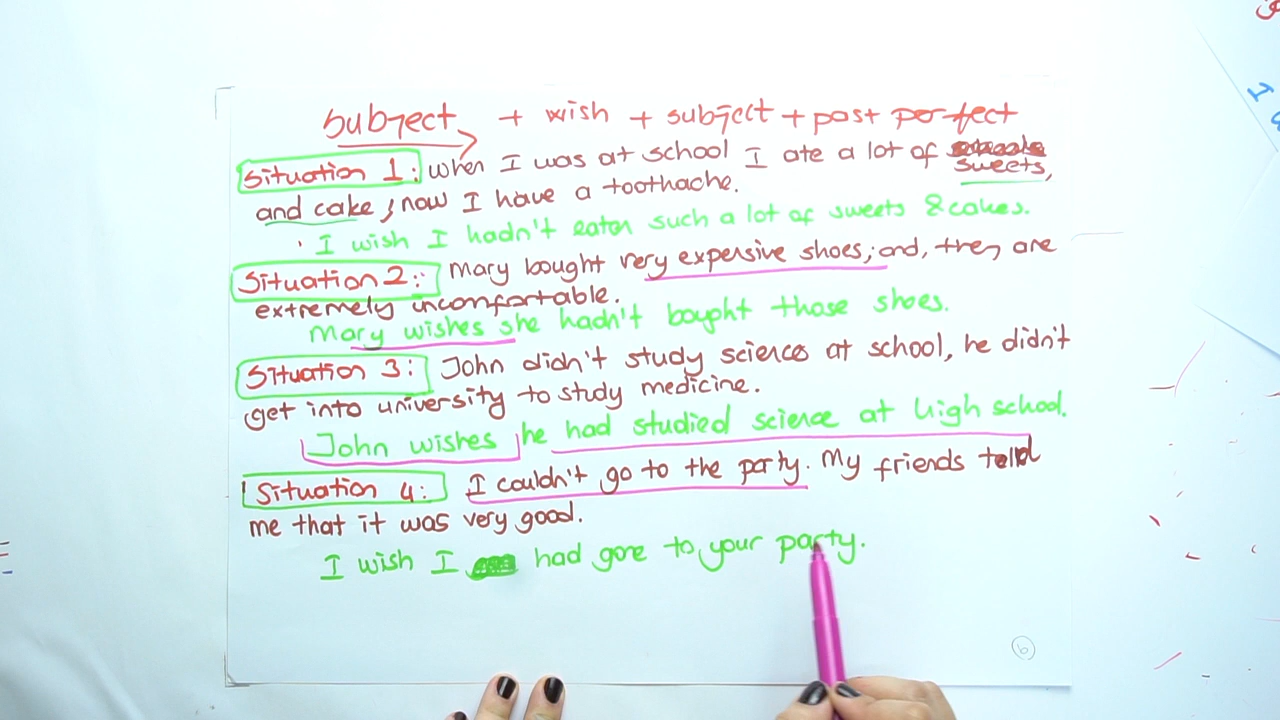 subject + wish + subject + past perfect
Situation 1: when I was at school I ate a lot of sweets,
and cake, now I have a toothache.
I wish I hadn't eaten such a lot of sweets & cakes.
Situation 2: Mary bought very expensive shoes, and, they are
extremely uncomfortable.
Mary wishes she hadn't bought those shoes.
Situation 3: John didn't study science at school, he didn't
get into university to study medicine.
John wishes he had studied science at high school.
Situation 4: I couldn't go to the party. My friends told
me that it was very good.
I wish I had gone to your party.
6